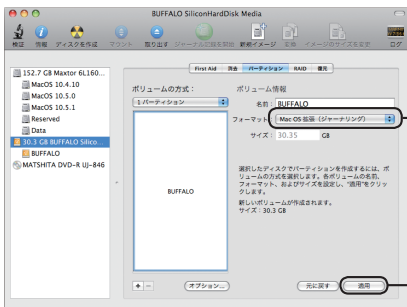 BUFFALO SiliconHardDisk Media
検証 情報 ディスクを作成 マウント 取り出す ジャーナル記録を開始 新規イメージ 変換 イメージのサイズを変更 ログ
First Aid 消去 パーティション RAID 復元
152.7 GB Maxtor 6L160...
MacOS 10.4.10
MacOS 10.5.0
MacOS 10.5.1
Reserved
Data
30.3 GB BUFFALO Silico...
BUFFALO
MATSHITA DVD-R UJ-846
ボリュームの方式：
1 パーティション
BUFFALO
ボリューム情報
名前： BUFFALO
フォーマット： Mac OS 拡張（ジャーナリング）
サイズ： 30.35 GB
選択したディスクでパーティションを作成するには、ボ
リュームの方式を選択します。各ボリュームの名前、
フォーマット、およびサイズを設定し、"適用"をクリッ
クします。
新しいボリュームが作成されます。
サイズ：30.3 GB
+ - オプション... 元に戻す 適用